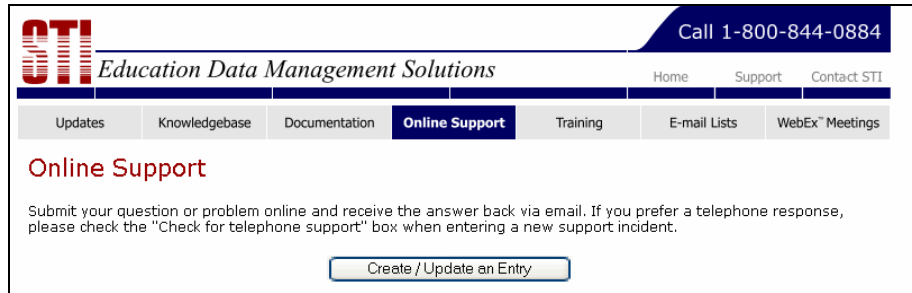 Call 1-800-844-0884
STI
Education Data Management Solutions
Home Support Contact STI
Updates Knowledgebase Documentation Online Support Training E-mail Lists WebEx™ Meetings
Online Support
Submit your question or problem online and receive the answer back via email. If you prefer a telephone response,
please check the "Check for telephone support" box when entering a new support incident.
Create / Update an Entry